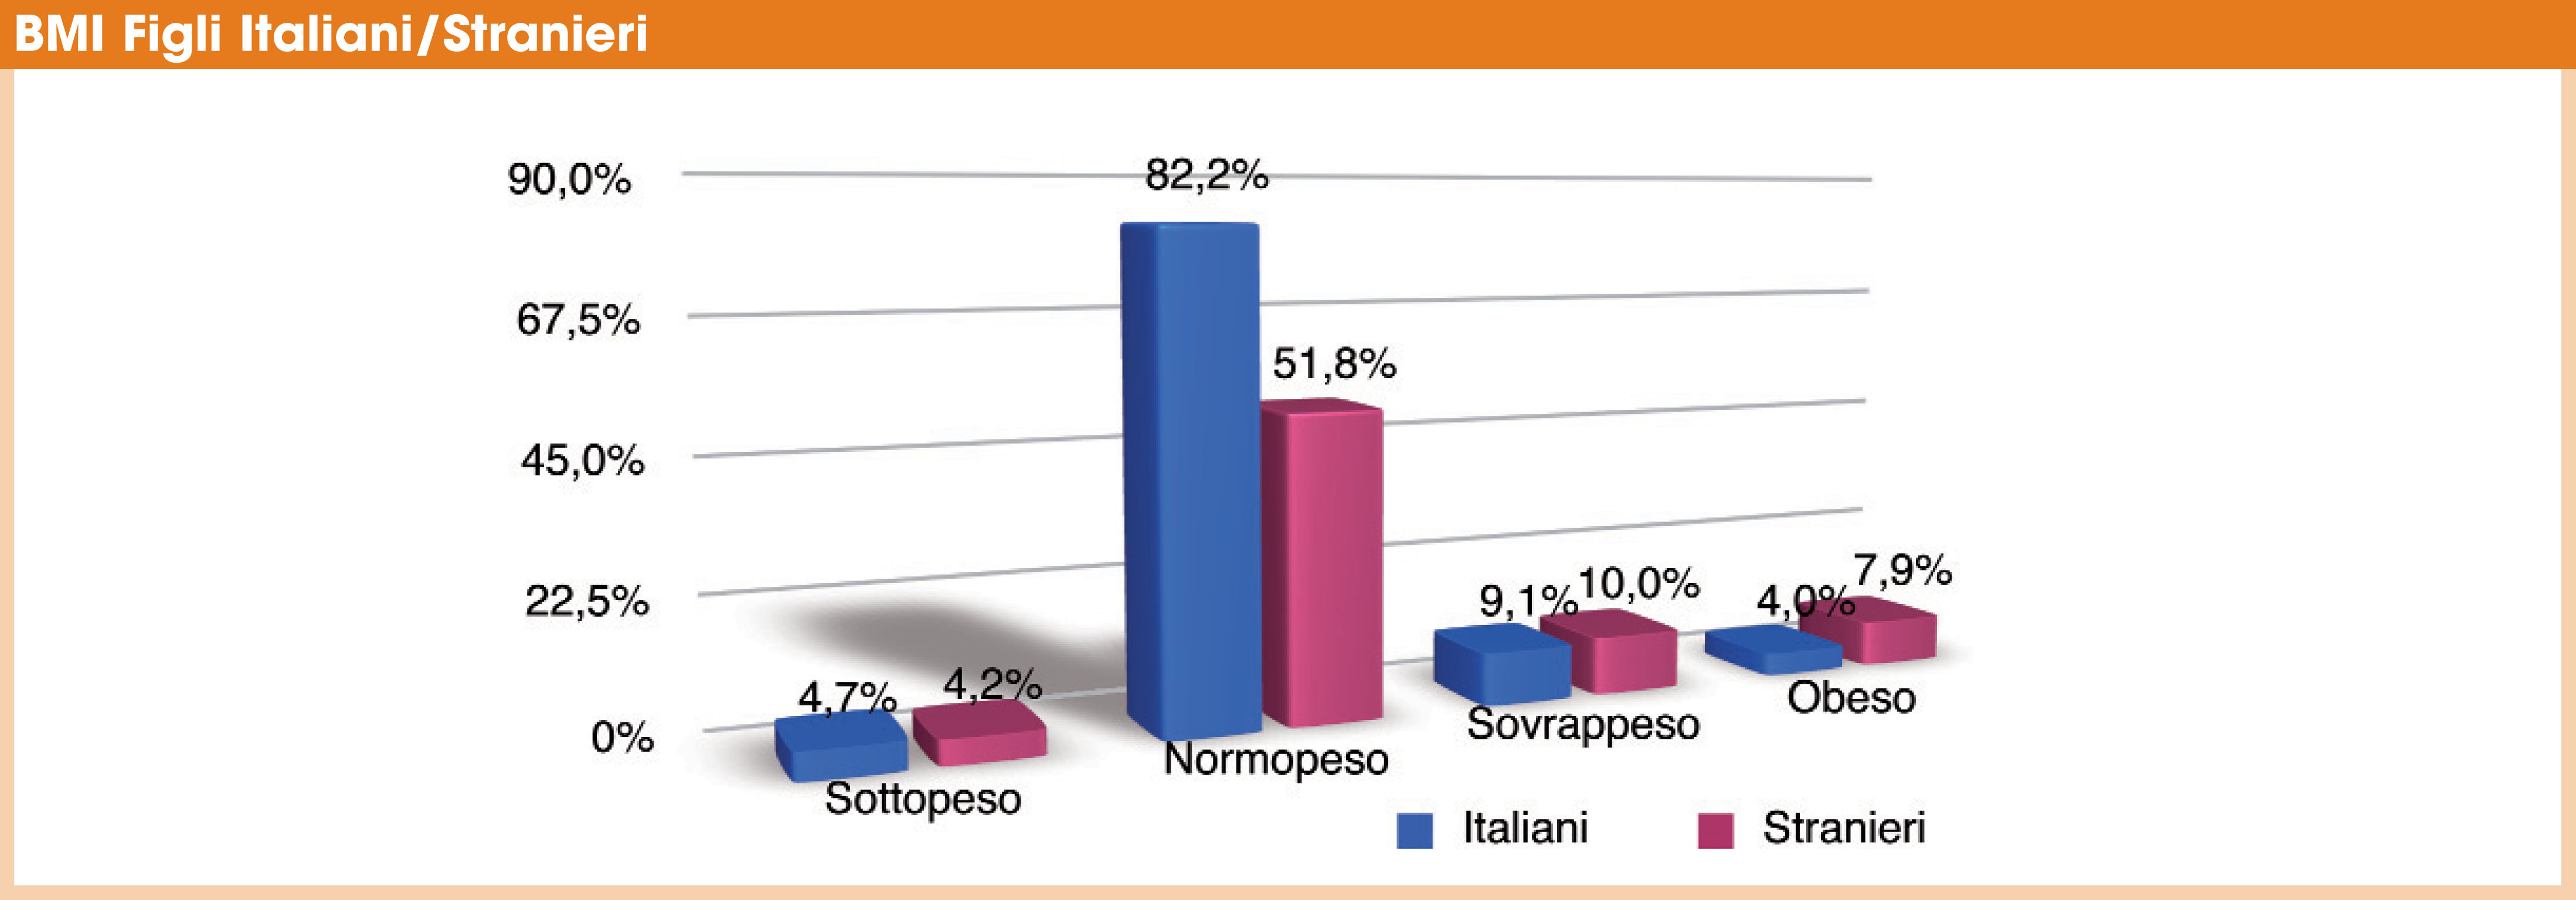 BMI Figli Italiani/Stranieri
90,0%
67,5%
45,0%
22,5%
0%
82,2%
51,8%
4,7%
4,2%
9,1%
10,0%
4,0%
7,9%
Sottopeso
Normopeso
Sovrappeso
Obeso
Italiani
Stranieri